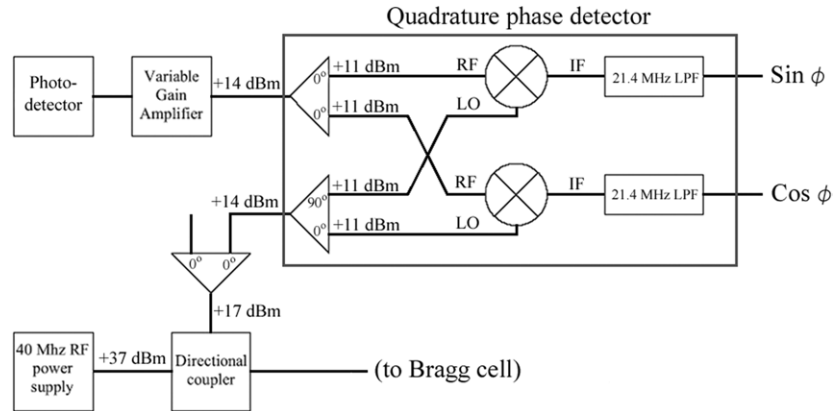 Quadrature phase detector
Photo-
detector
Variable
Gain
Amplifier
+14 dBm
0°
0°
+11 dBm
+11 dBm
RF
LO
IF
21.4 MHz LPF
Sin ϕ
+14 dBm
90°
0°
+11 dBm
+11 dBm
RF
LO
IF
21.4 MHz LPF
Cos ϕ
0°
0°
+17 dBm
40 Mhz RF
power
supply
+37 dBm
Directional
coupler
(to Bragg cell)